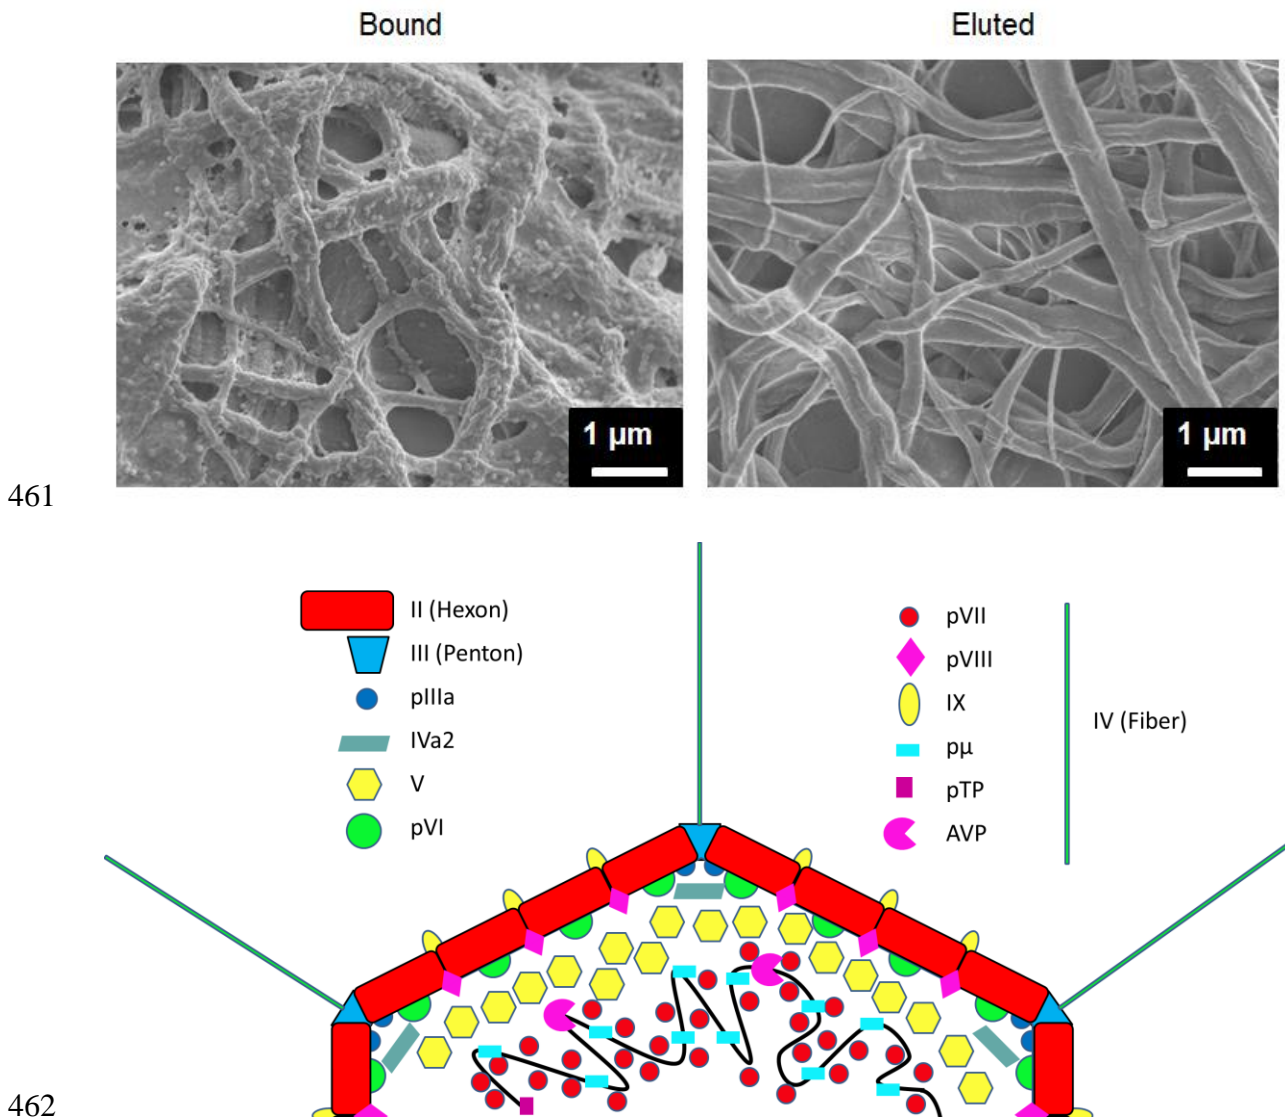 Bound
Eluted
1 µm
1 µm
461
II (Hexon)
III (Penton)
pIIIa
IVa2
V
pVI
pVII
pVIII
IX
pµ
pTP
AVP
IV (Fiber)
462